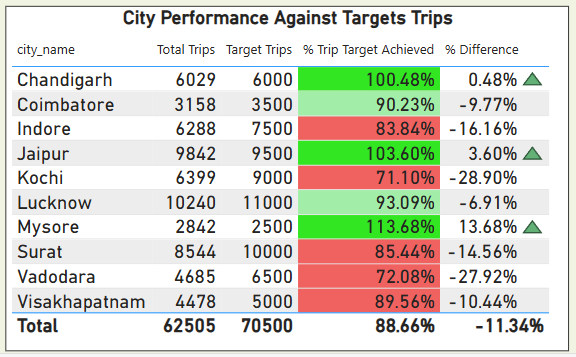 City Performance Against Targets Trips
city_name Total Trips Target Trips % Trip Target Achieved % Difference
Chandigarh 6029 6000 100.48% 0.48%
Coimbatore 3158 3500 90.23% -9.77%
Indore 6288 7500 83.84% -16.16%
Jaipur 9842 9500 103.60% 3.60%
Kochi 6399 9000 71.10% -28.90%
Lucknow 10240 11000 93.09% -6.91%
Mysore 2842 2500 113.68% 13.68%
Surat 8544 10000 85.44% -14.56%
Vadodara 4685 6500 72.08% -27.92%
Visakhapatnam 4478 5000 89.56% -10.44%
Total 62505 70500 88.66% -11.34%